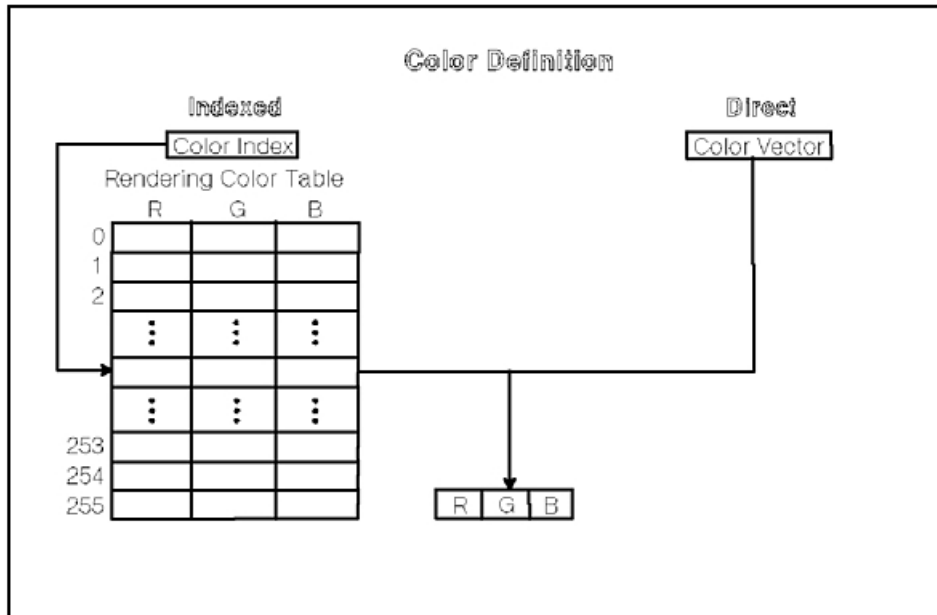 Color Definition
Indexed
Direct
Color Index
Color Vector
Rendering Color Table
R G B
0
1
2
253
254
255
R G B